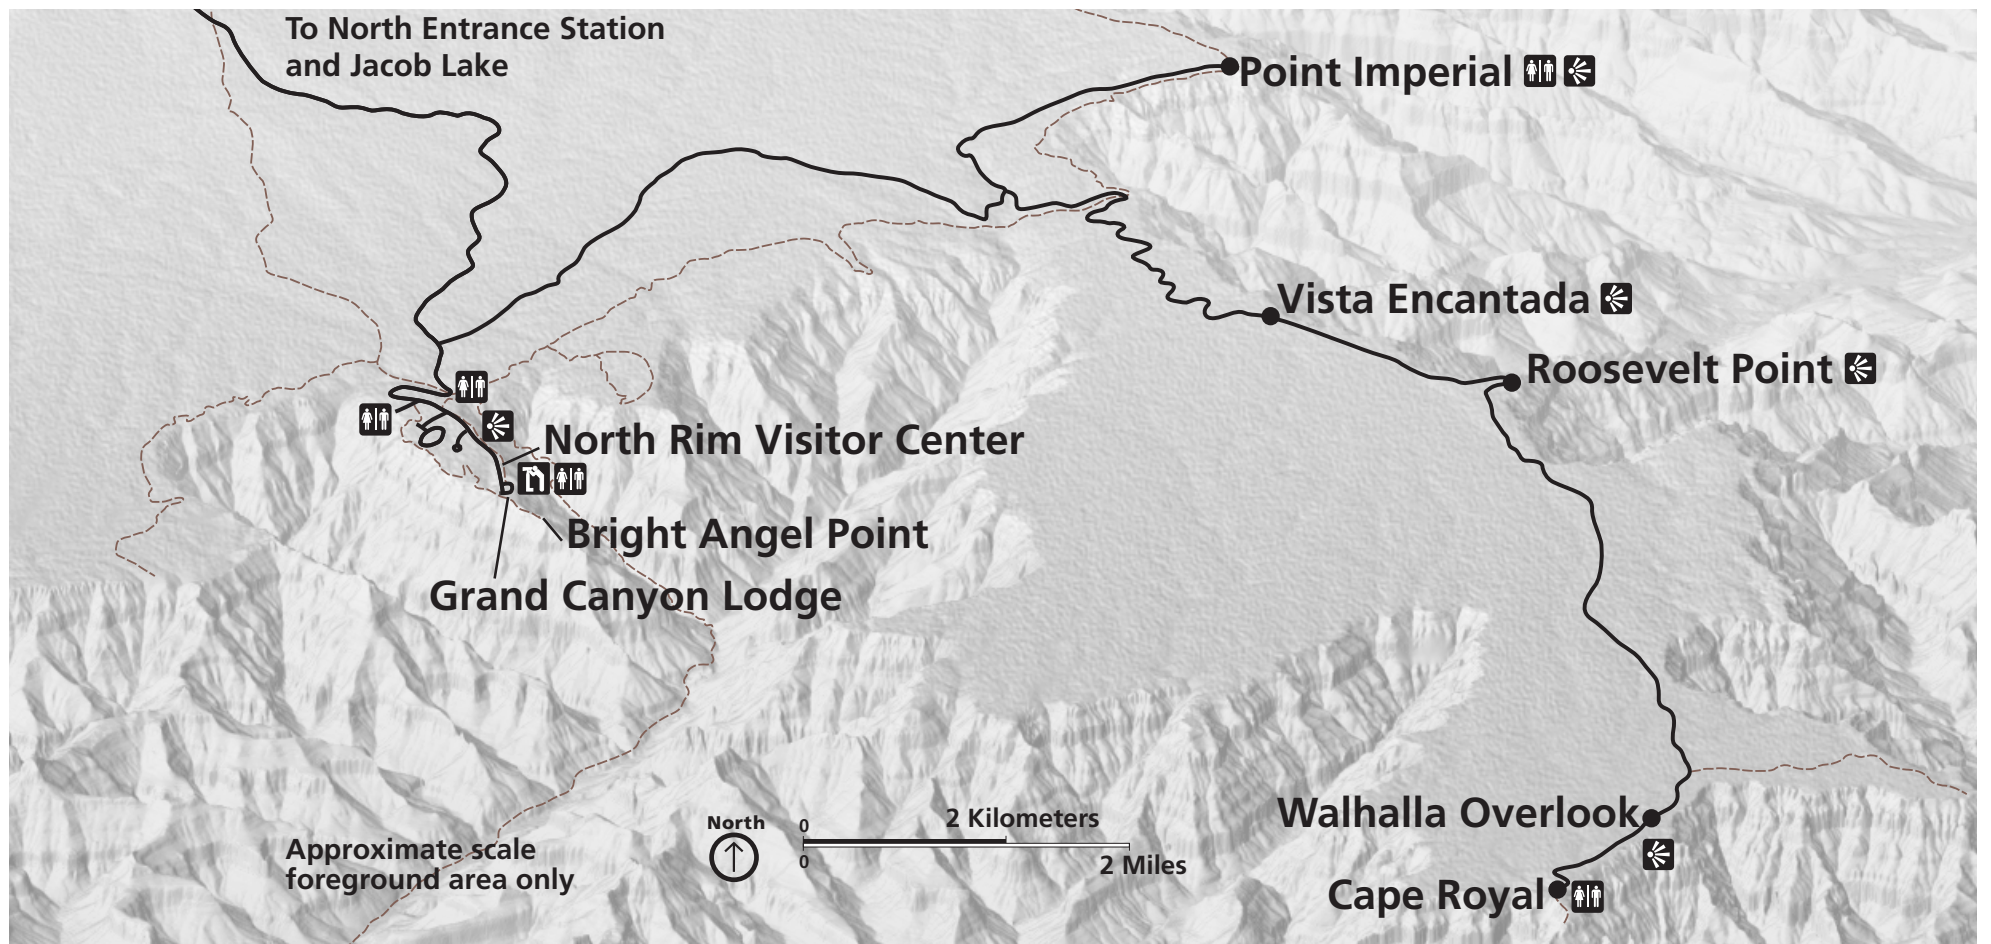 To North Entrance Station
and Jacob Lake
Point Imperial
Vista Encantada
Roosevelt Point
North Rim Visitor Center
Bright Angel Point
Grand Canyon Lodge
Walhalla Overlook
Cape Royal
North
0
2 Kilometers
0
2 Miles
Approximate scale
foreground area only